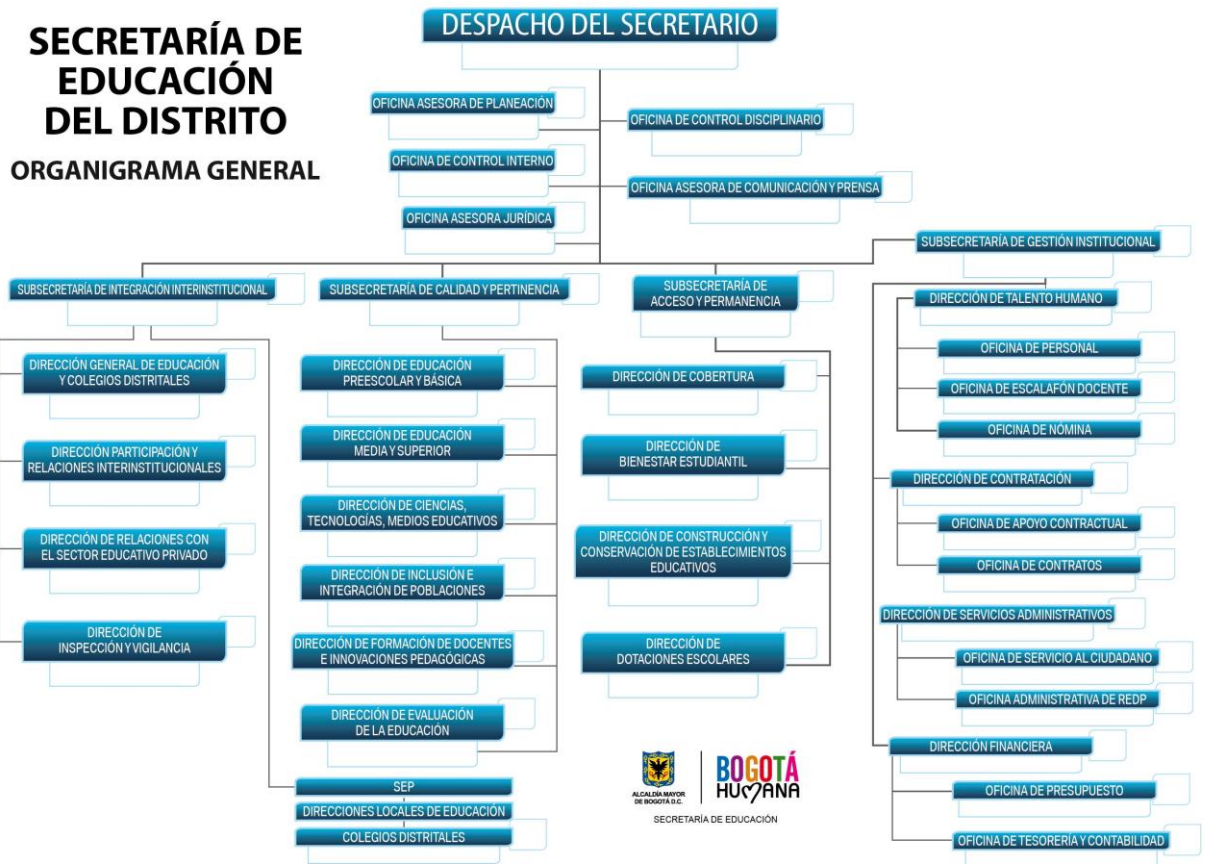 SECRETARÍA DE
EDUCACIÓN
DEL DISTRITO
ORGANIGRAMA GENERAL
DESPACHO DEL SECRETARIO
OFICINA ASESORA DE PLANEACIÓN
OFICINA DE CONTROL DISCIPLINARIO
OFICINA DE CONTROL INTERNO
OFICINA ASESORA DE COMUNICACIÓN Y PRENSA
OFICINA ASESORA JURÍDICA
SUBSECRETARÍA DE INTEGRACIÓN INTERINSTITUCIONAL
DIRECCIÓN GENERAL DE EDUCACIÓN
Y COLEGIOS DISTRITALES
DIRECCIÓN PARTICIPACIÓN Y
RELACIONES INTERINSTITUCIONALES
DIRECCIÓN DE RELACIONES CON
EL SECTOR EDUCATIVO PRIVADO
DIRECCIÓN DE
INSPECCIÓN Y VIGILANCIA
SUBSECRETARÍA DE CALIDAD Y PERTINENCIA
DIRECCIÓN DE EDUCACIÓN
PREESCOLAR Y BÁSICA
DIRECCIÓN DE EDUCACIÓN
MEDIA Y SUPERIOR
DIRECCIÓN DE CIENCIAS,
TECNOLOGÍAS, MEDIOS EDUCATIVOS
DIRECCIÓN DE INCLUSIÓN E
INTEGRACIÓN DE POBLACIONES
DIRECCIÓN DE FORMACIÓN DE DOCENTES
E INNOVACIONES PEDAGÓGICAS
DIRECCIÓN DE EVALUACIÓN
DE LA EDUCACIÓN
SEP
DIRECCIONES LOCALES DE EDUCACIÓN
COLEGIOS DISTRITALES
SUBSECRETARÍA DE
ACCESO Y PERMANENCIA
DIRECCIÓN DE COBERTURA
DIRECCIÓN DE
BIENESTAR ESTUDIANTIL
DIRECCIÓN DE CONSTRUCCIÓN Y
CONSERVACIÓN DE ESTABLECIMIENTOS
EDUCATIVOS
DIRECCIÓN DE
DOTACIONES ESCOLARES
SUBSECRETARÍA DE GESTIÓN INSTITUCIONAL
DIRECCIÓN DE TALENTO HUMANO
OFICINA DE PERSONAL
OFICINA DE ESCALAFÓN DOCENTE
OFICINA DE NÓMINA
DIRECCIÓN DE CONTRATACIÓN
OFICINA DE APOYO CONTRACTUAL
OFICINA DE CONTRATOS
DIRECCIÓN DE SERVICIOS ADMINISTRATIVOS
OFICINA DE SERVICIO AL CIUDADANO
OFICINA ADMINISTRATIVA DE REDP
DIRECCIÓN FINANCIERA
OFICINA DE PRESUPUESTO
OFICINA DE TESORERÍA Y CONTABILIDAD
ALCALDÍA MAYOR
DE BOGOTÁ D.C.
BOGOTÁ
HUMANA
SECRETARÍA DE EDUCACIÓN